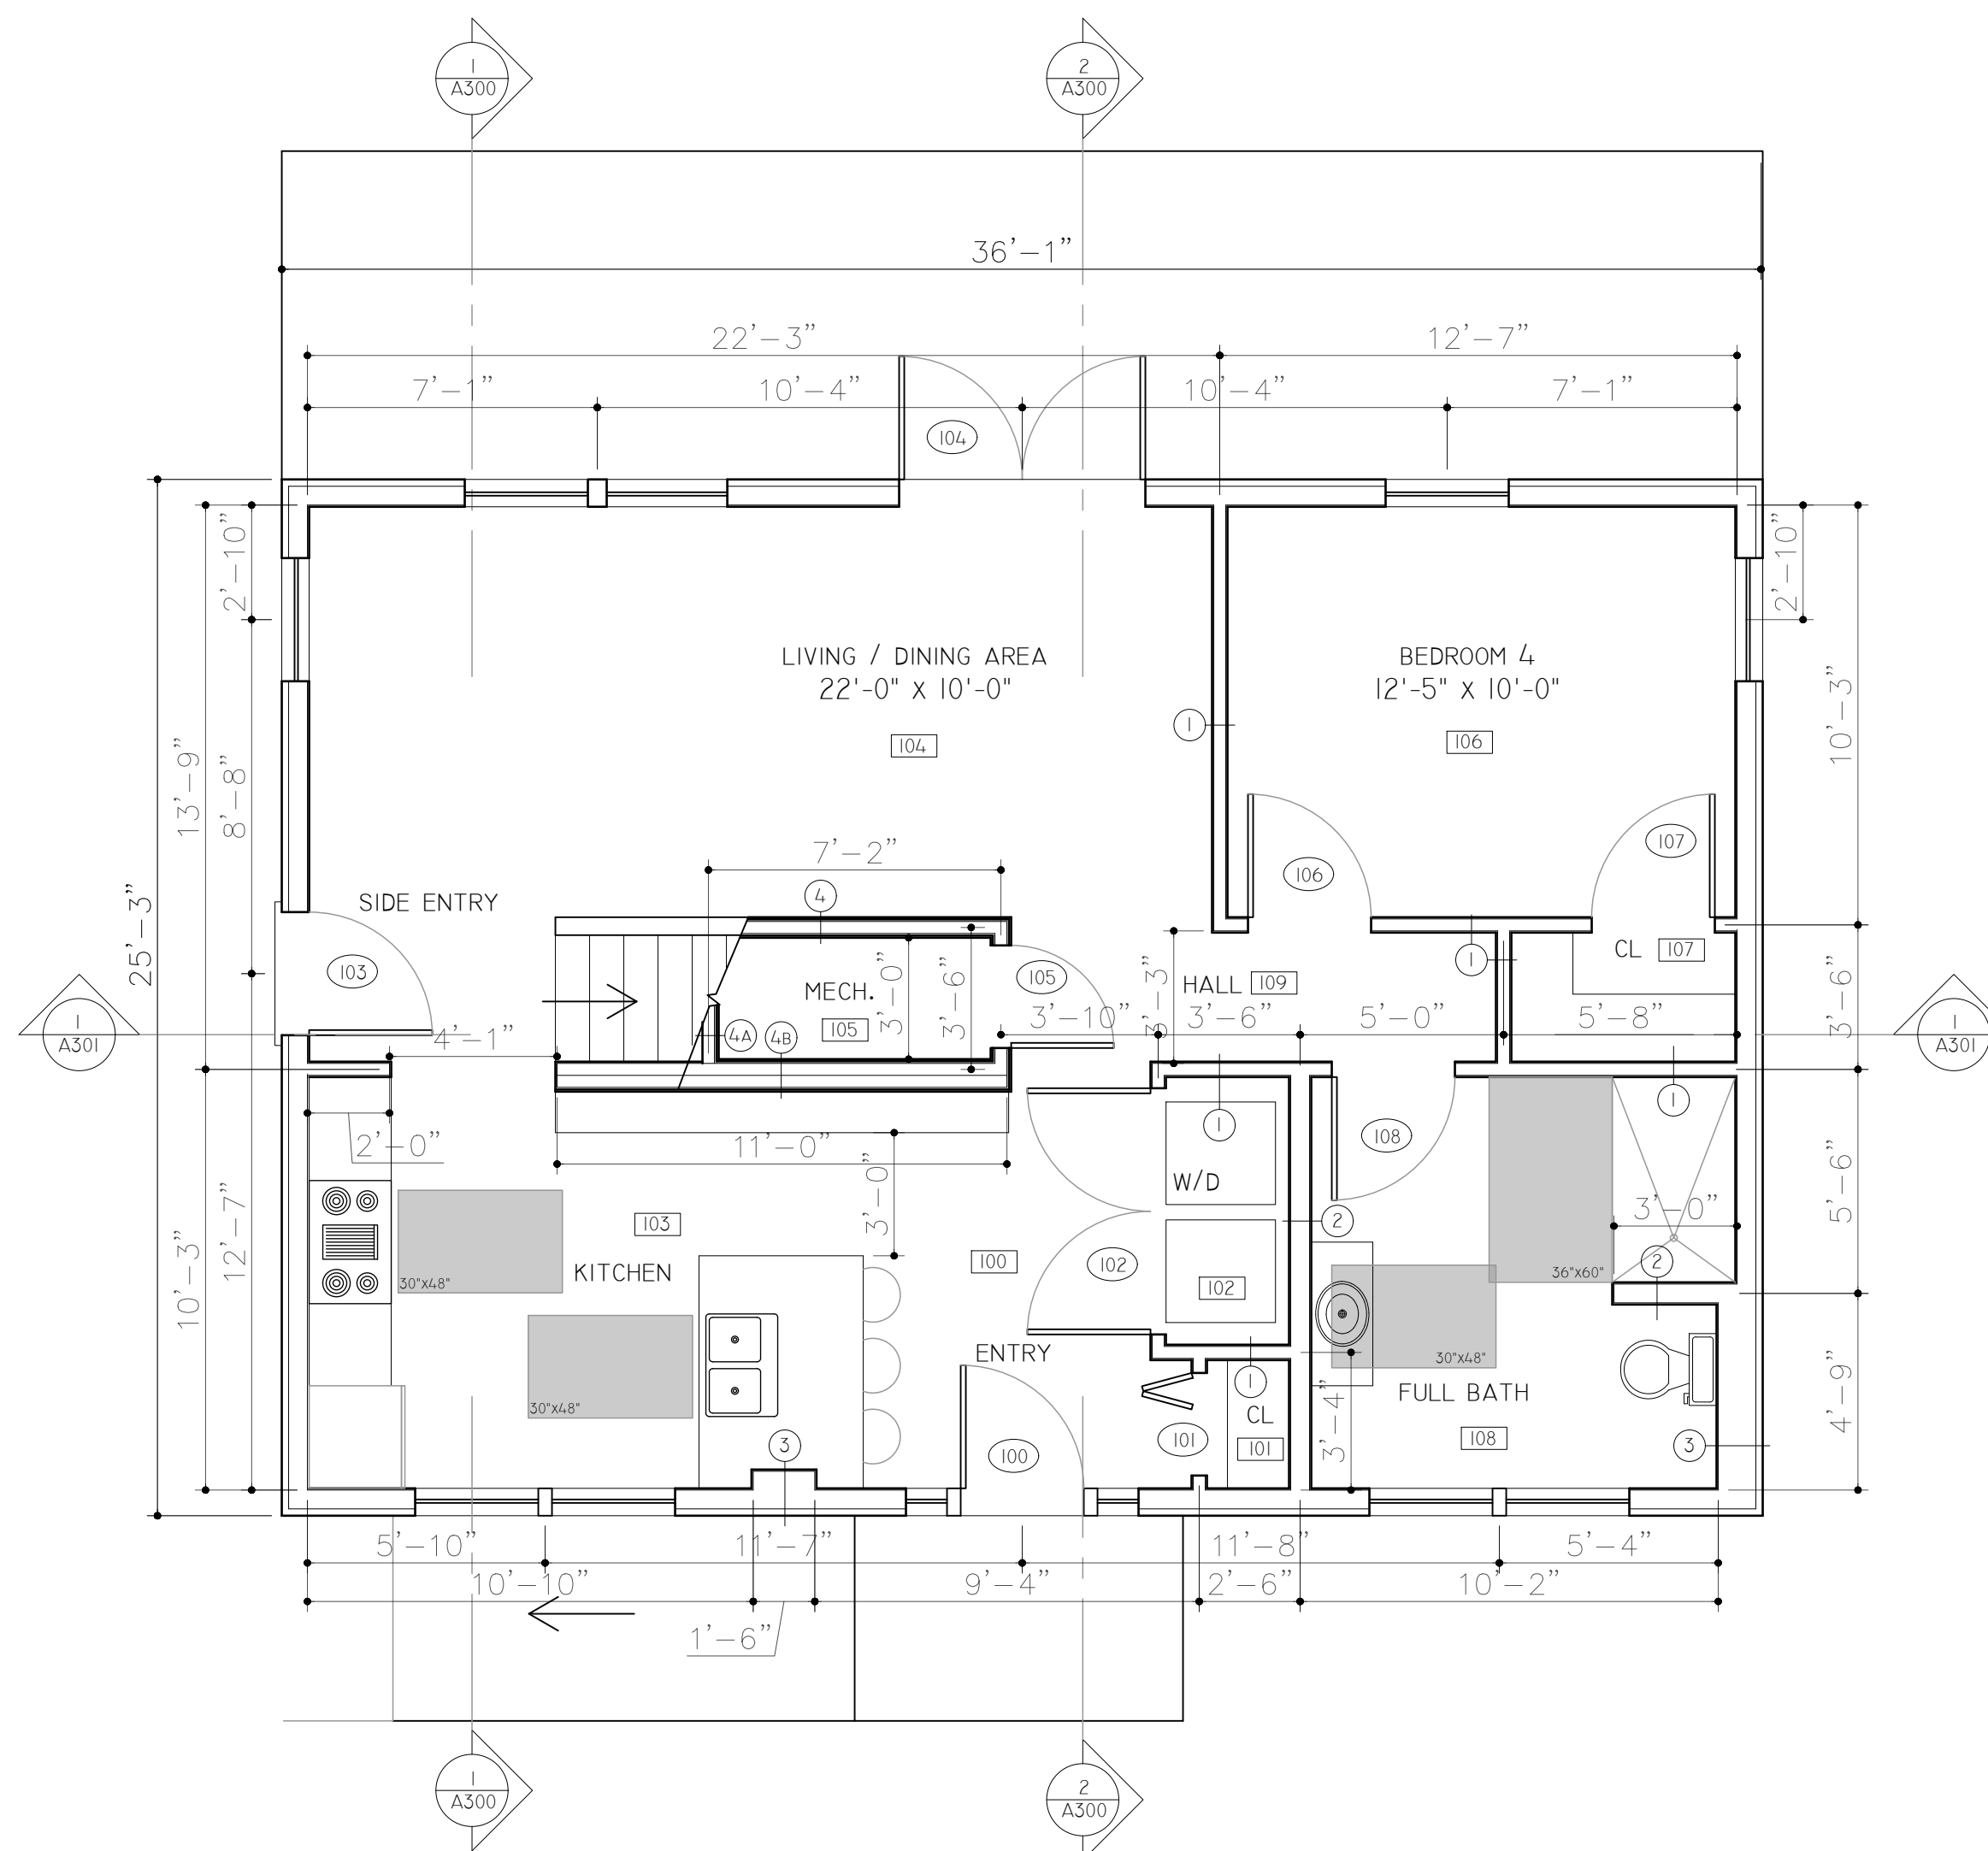 1
A300
2
A300
36'-1"
22'-3"
12'-7"
7'-1"
10'-4"
10'-4"
7'-1"
104
2'-10"
2'-10"
LIVING / DINING AREA
22'-0" X 10'-0"
104
BEDROOM 4
12'-5" X 10'-0"
106
1
13'-9"
8'-8"
10'-3"
25'-3"
7'-2"
4
106
107
SIDE ENTRY
103
MECH.
105
3'-0"
3'-6"
105
3'-3"
HALL 109
1
CL 107
3'-6"
1
A301
4'-1"
4A
4B
3'-10"
3'-6"
5'-0"
5'-8"
1
A301
2'-0"
11'-0"
3'-0"
1
108
1
W/D
2
5'-6"
3'-0"
103
KITCHEN
30"X48"
100
102
102
2
36"X60"
10'-3"
12'-7"
30"X48"
ENTRY
30"X48"
1
CL
101
101
3'-4"
FULL BATH
108
3
4'-9"
3
100
5'-10"
11'-7"
11'-8"
5'-4"
10'-10"
9'-4"
2'-6"
10'-2"
1'-6"
1
A300
2
A300